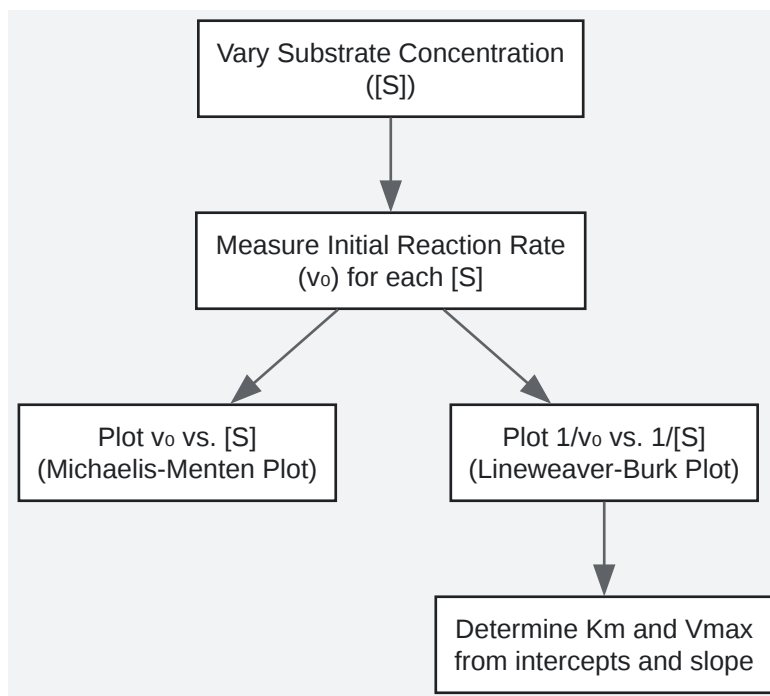 Vary Substrate Concentration
([S])
Measure Initial Reaction Rate
(v₀) for each [S]
Plot v₀ vs. [S]
(Michaelis-Menten Plot)
Plot 1/v₀ vs. 1/[S]
(Lineweaver-Burk Plot)
Determine Km and Vmax
from intercepts and slope